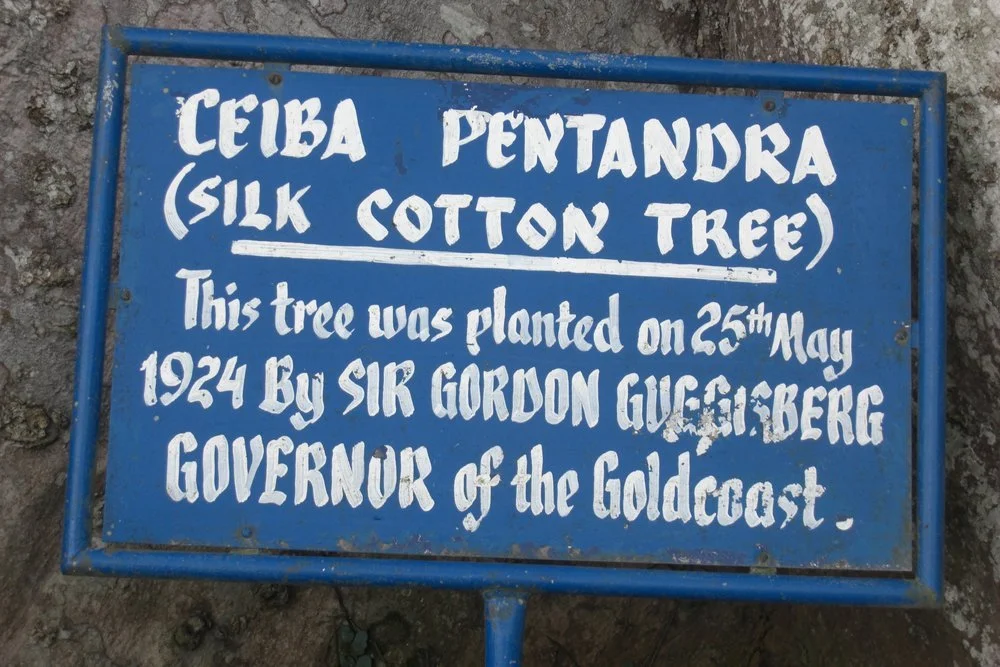 CEIBA PENTANDRA
(SILK COTTON TREE)
This tree was planted on 25th May
1924 By SIR GORDON GUGGISBERG
GOVERNOR of the Goldcoast.